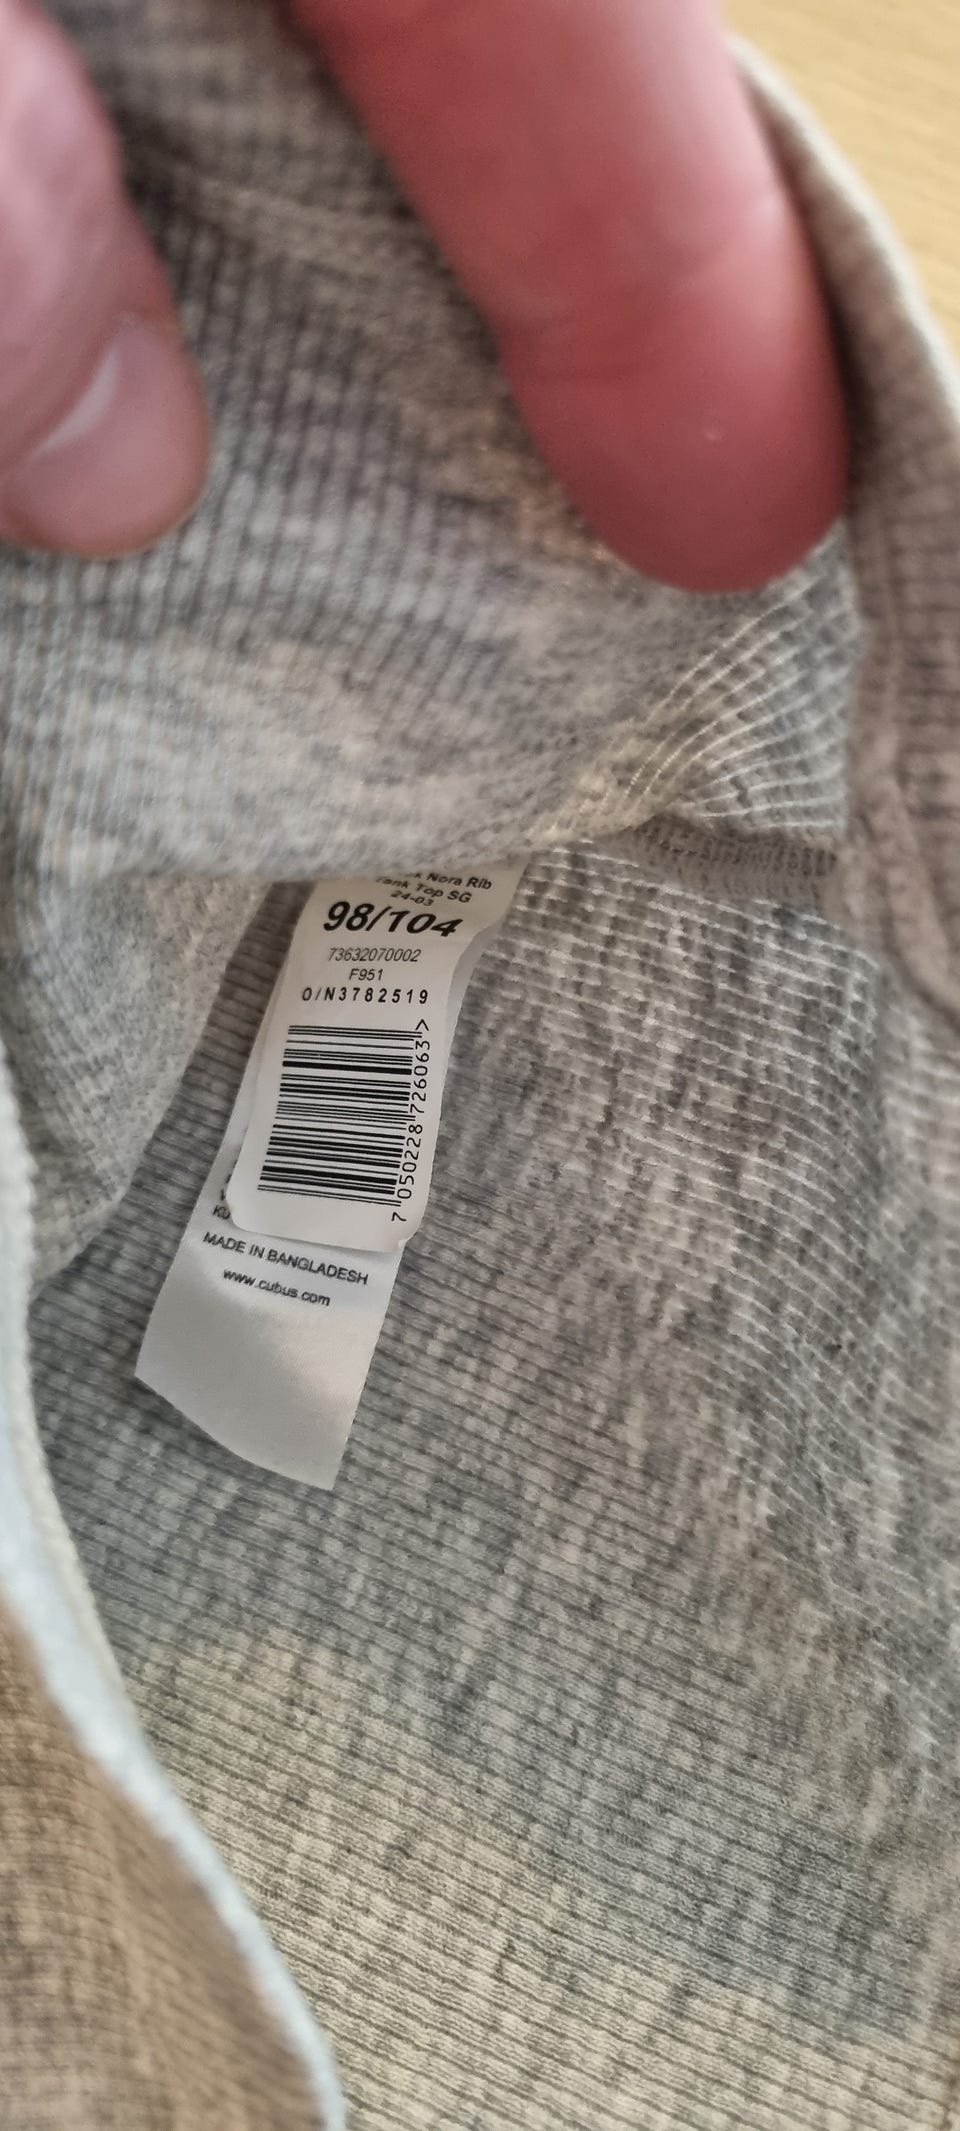 Nora Rib
Tank Top SG
24-03
98/104
73632070002
F951
O/N3782519
7 050228 726063 >
MADE IN BANGLADESH
www.cubus.com